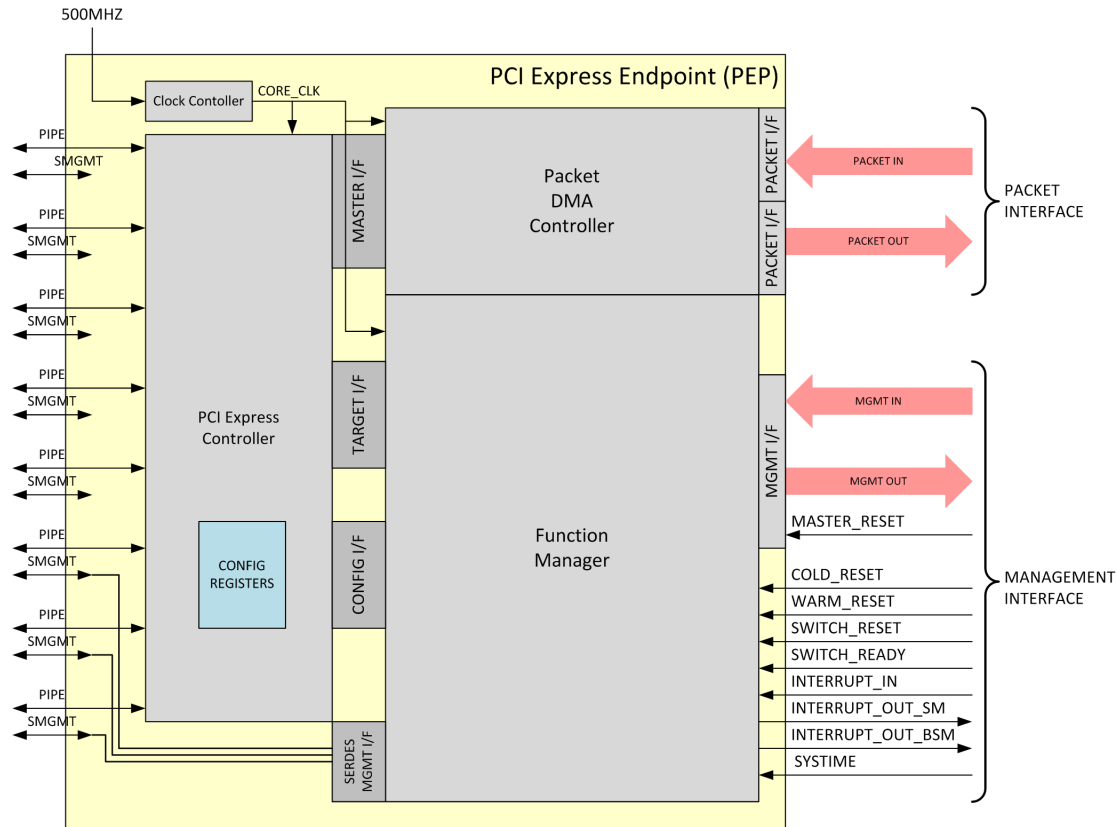 500MHZ
PCI Express Endpoint (PEP)
Clock Contoller
CORE_CLK
PIPE
SMGMT
PIPE
SMGMT
PIPE
SMGMT
PIPE
SMGMT
PIPE
SMGMT
PIPE
SMGMT
PIPE
SMGMT
PIPE
SMGMT
PCI Express
Controller
CONFIG
REGISTERS
MASTER I/F
TARGET I/F
CONFIG I/F
SERDES
MGMT I/F
Packet
DMA
Controller
Function
Manager
PACKET I/F
PACKET I/F
MGMT I/F
PACKET IN
PACKET OUT
PACKET
INTERFACE
MGMT IN
MGMT OUT
MASTER_RESET
COLD_RESET
WARM_RESET
SWITCH_RESET
SWITCH_READY
INTERRUPT_IN
INTERRUPT_OUT_SM
INTERRUPT_OUT_BSM
SYSTIME
MANAGEMENT
INTERFACE